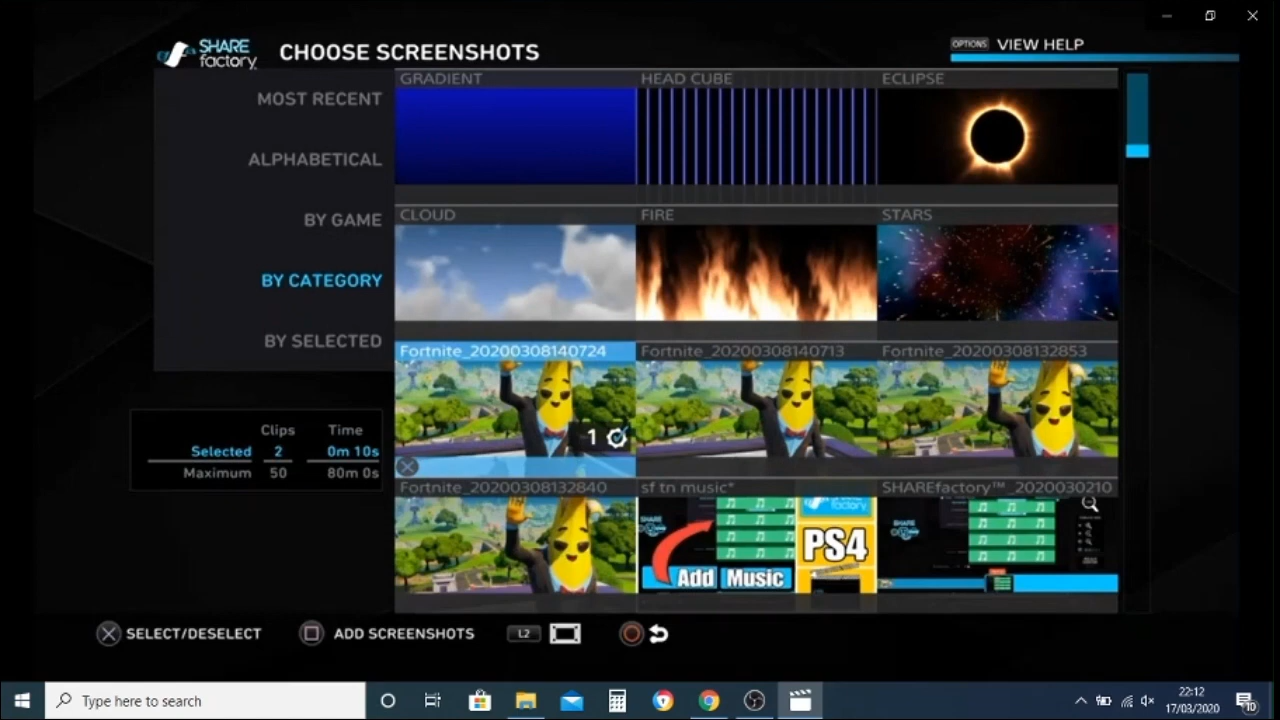 SHARE
factory
CHOOSE SCREENSHOTS
OPTIONS VIEW HELP
MOST RECENT
ALPHABETICAL
BY GAME
BY CATEGORY
BY SELECTED
GRADIENT
HEAD CUBE
ECLIPSE
CLOUD
FIRE
STARS
Fortnite_20200308140724
Fortnite_20200308140713
Fortnite_20200308132853
1
Fortnite_20200308132840
sf tn music*
SHAREfactory™_2020030210
SHARE
factory
PS4
Add Music
SHARE
Clips Time
Selected 2 0m 10s
Maximum 50 80m 0s
SELECT/DESELECT
ADD SCREENSHOTS
L2
Type here to search
22:12
17/03/2020
10